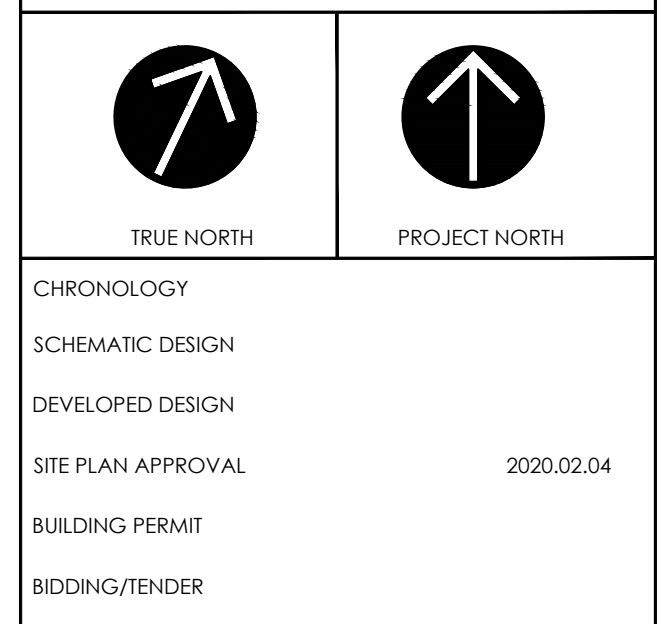 TRUE NORTH
PROJECT NORTH
CHRONOLOGY
SCHEMATIC DESIGN
DEVELOPED DESIGN
SITE PLAN APPROVAL 2020.02.04
BUILDING PERMIT
BIDDING/TENDER